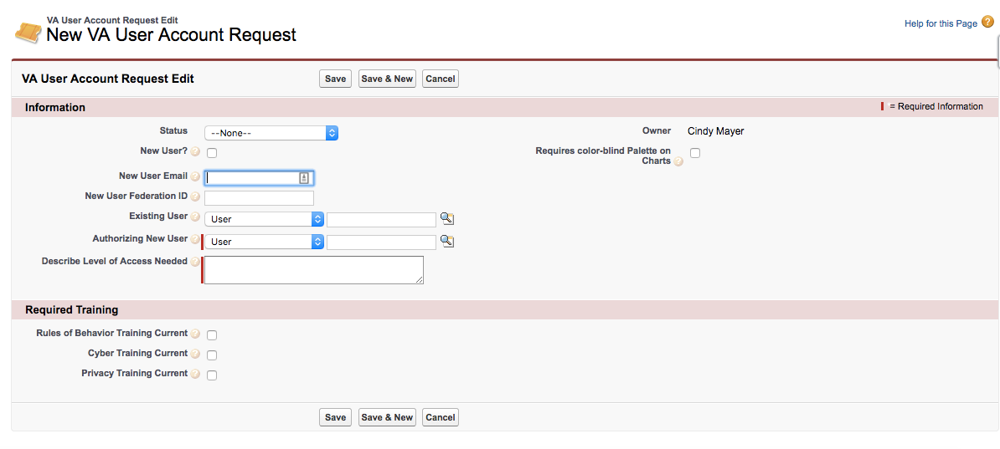 VA User Account Request Edit
New VA User Account Request
Help for this Page ?
VA User Account Request Edit
Save Save & New Cancel
Information
= Required Information
Status --None--
Owner Cindy Mayer
New User? ?
Requires color-blind Palette on
Charts ?
New User Email ?
New User Federation ID ?
Existing User ? User
Authorizing New User ? User
Describe Level of Access Needed ?
Required Training
Rules of Behavior Training Current ?
Cyber Training Current ?
Privacy Training Current ?
Save Save & New Cancel